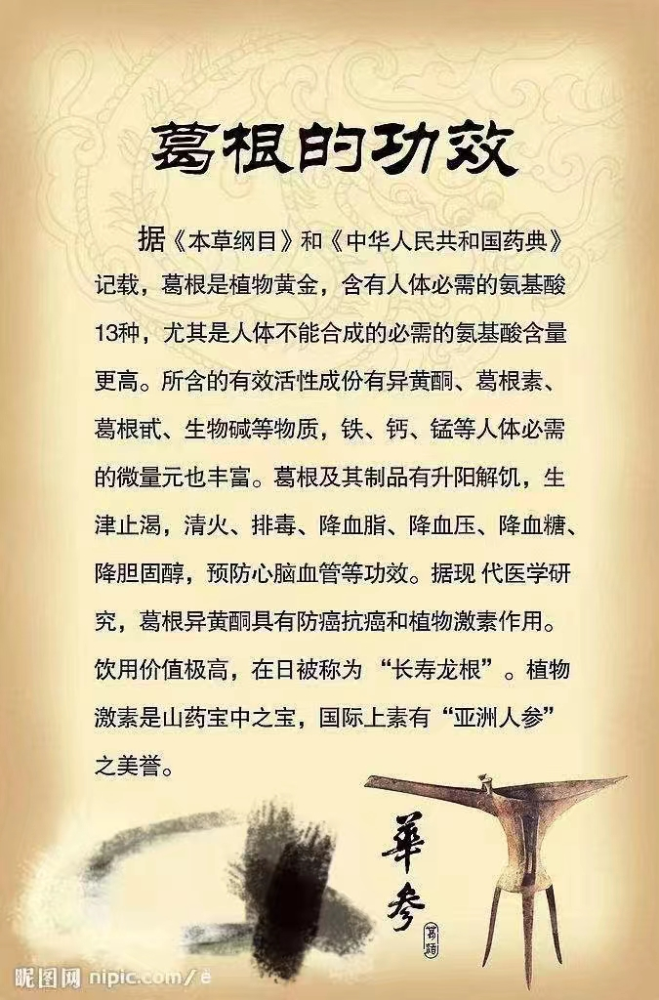 葛根的功效
据《本草纲目》和《中华人民共和国药典》
记载，葛根是植物黄金，含有人体必需的氨基酸
13种，尤其是人体不能合成的必需的氨基酸含量
更高。所含的有效活性成份有异黄酮、葛根素、
葛根甙、生物碱等物质，铁、钙、锰等人体必需
的微量元也丰富。葛根及其制品有升阳解饥，生
津止渴，清火、排毒、降血脂、降血压、降血糖、
降胆固醇，预防心脑血管等功效。据现 代医学研
究，葛根异黄酮具有防癌抗癌和植物激素作用。
饮用价值极高，在日被称为 “长寿龙根”。植物
激素是山药宝中之宝，国际上素有“亚洲人参”
之美誉。
華参
昵图网 nipic.com/e